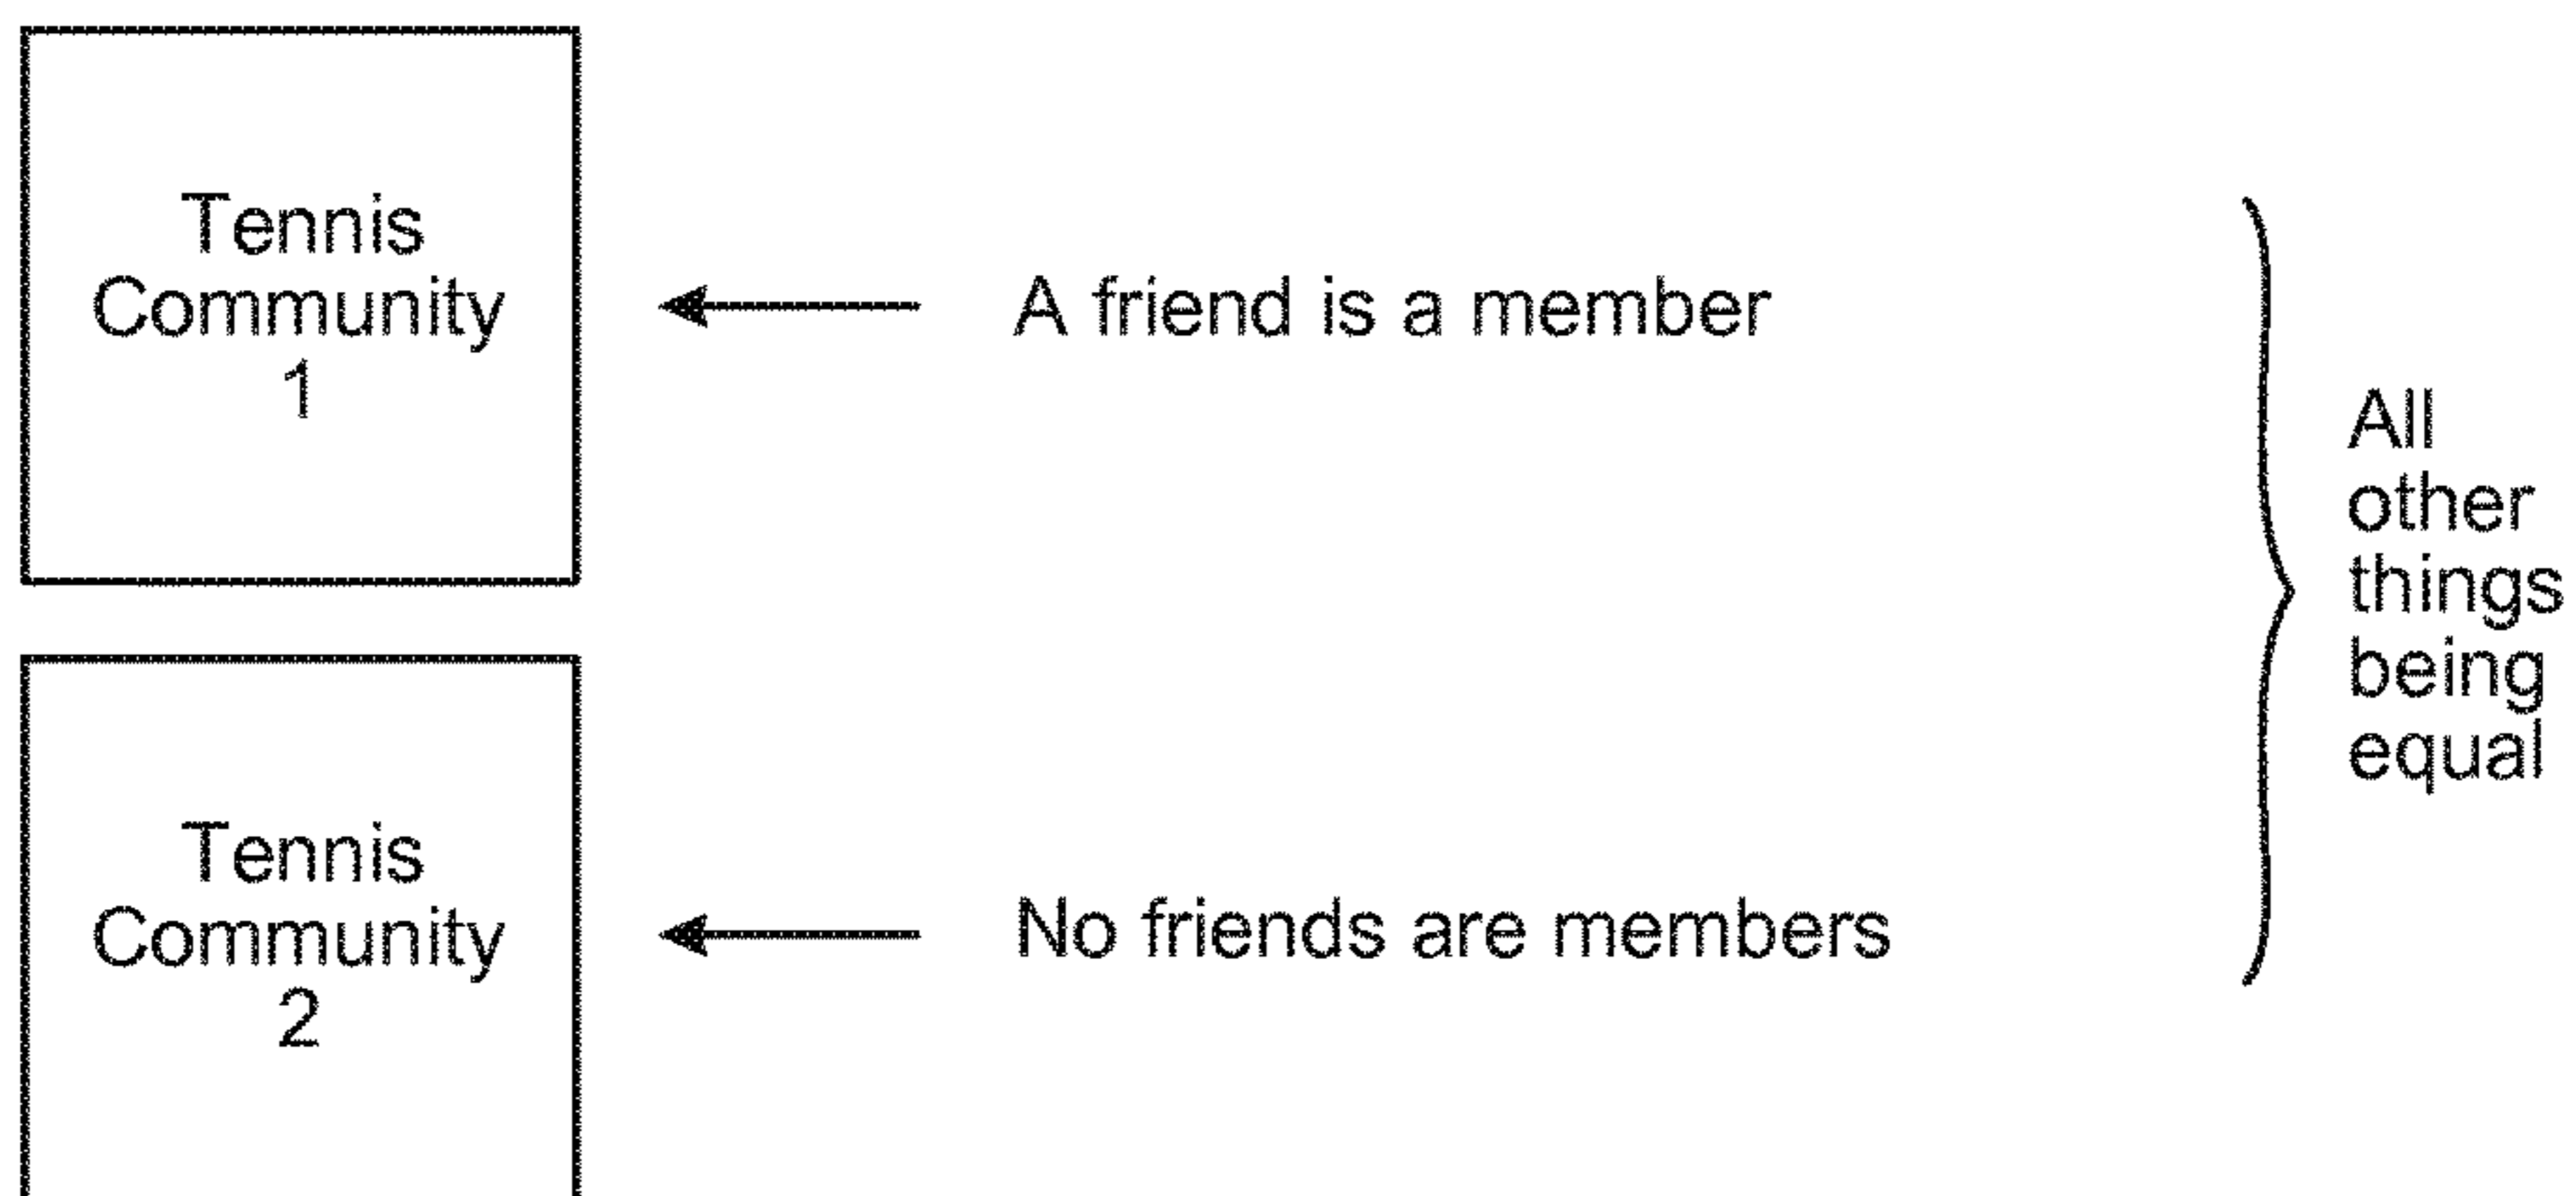 Tennis
Community
1
A friend is a member
Tennis
Community
2
No friends are members
All
other
things
being
equal